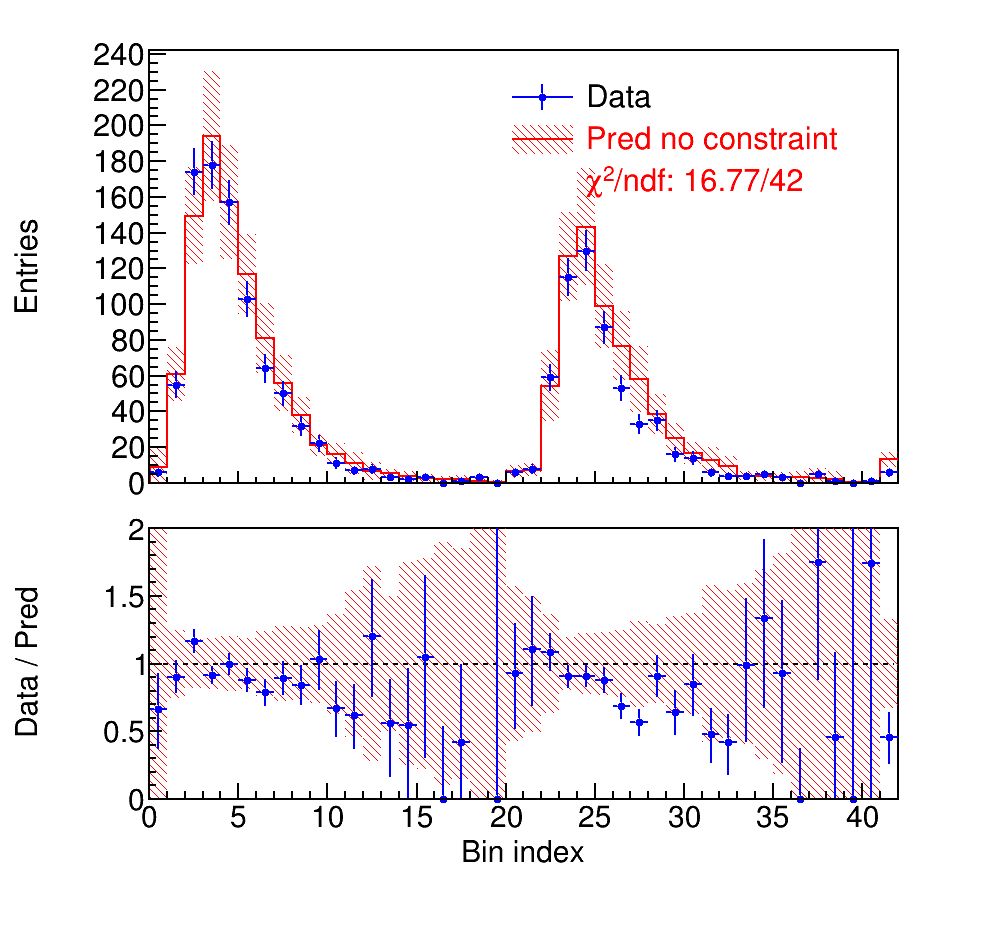 240
220
200
180
160
140
120
100
80
60
40
20
0
Entries
Data
Pred no constraint
χ²/ndf: 16.77/42
2
1.5
1
0.5
0
Data / Pred
0 5 10 15 20 25 30 35 40
Bin index